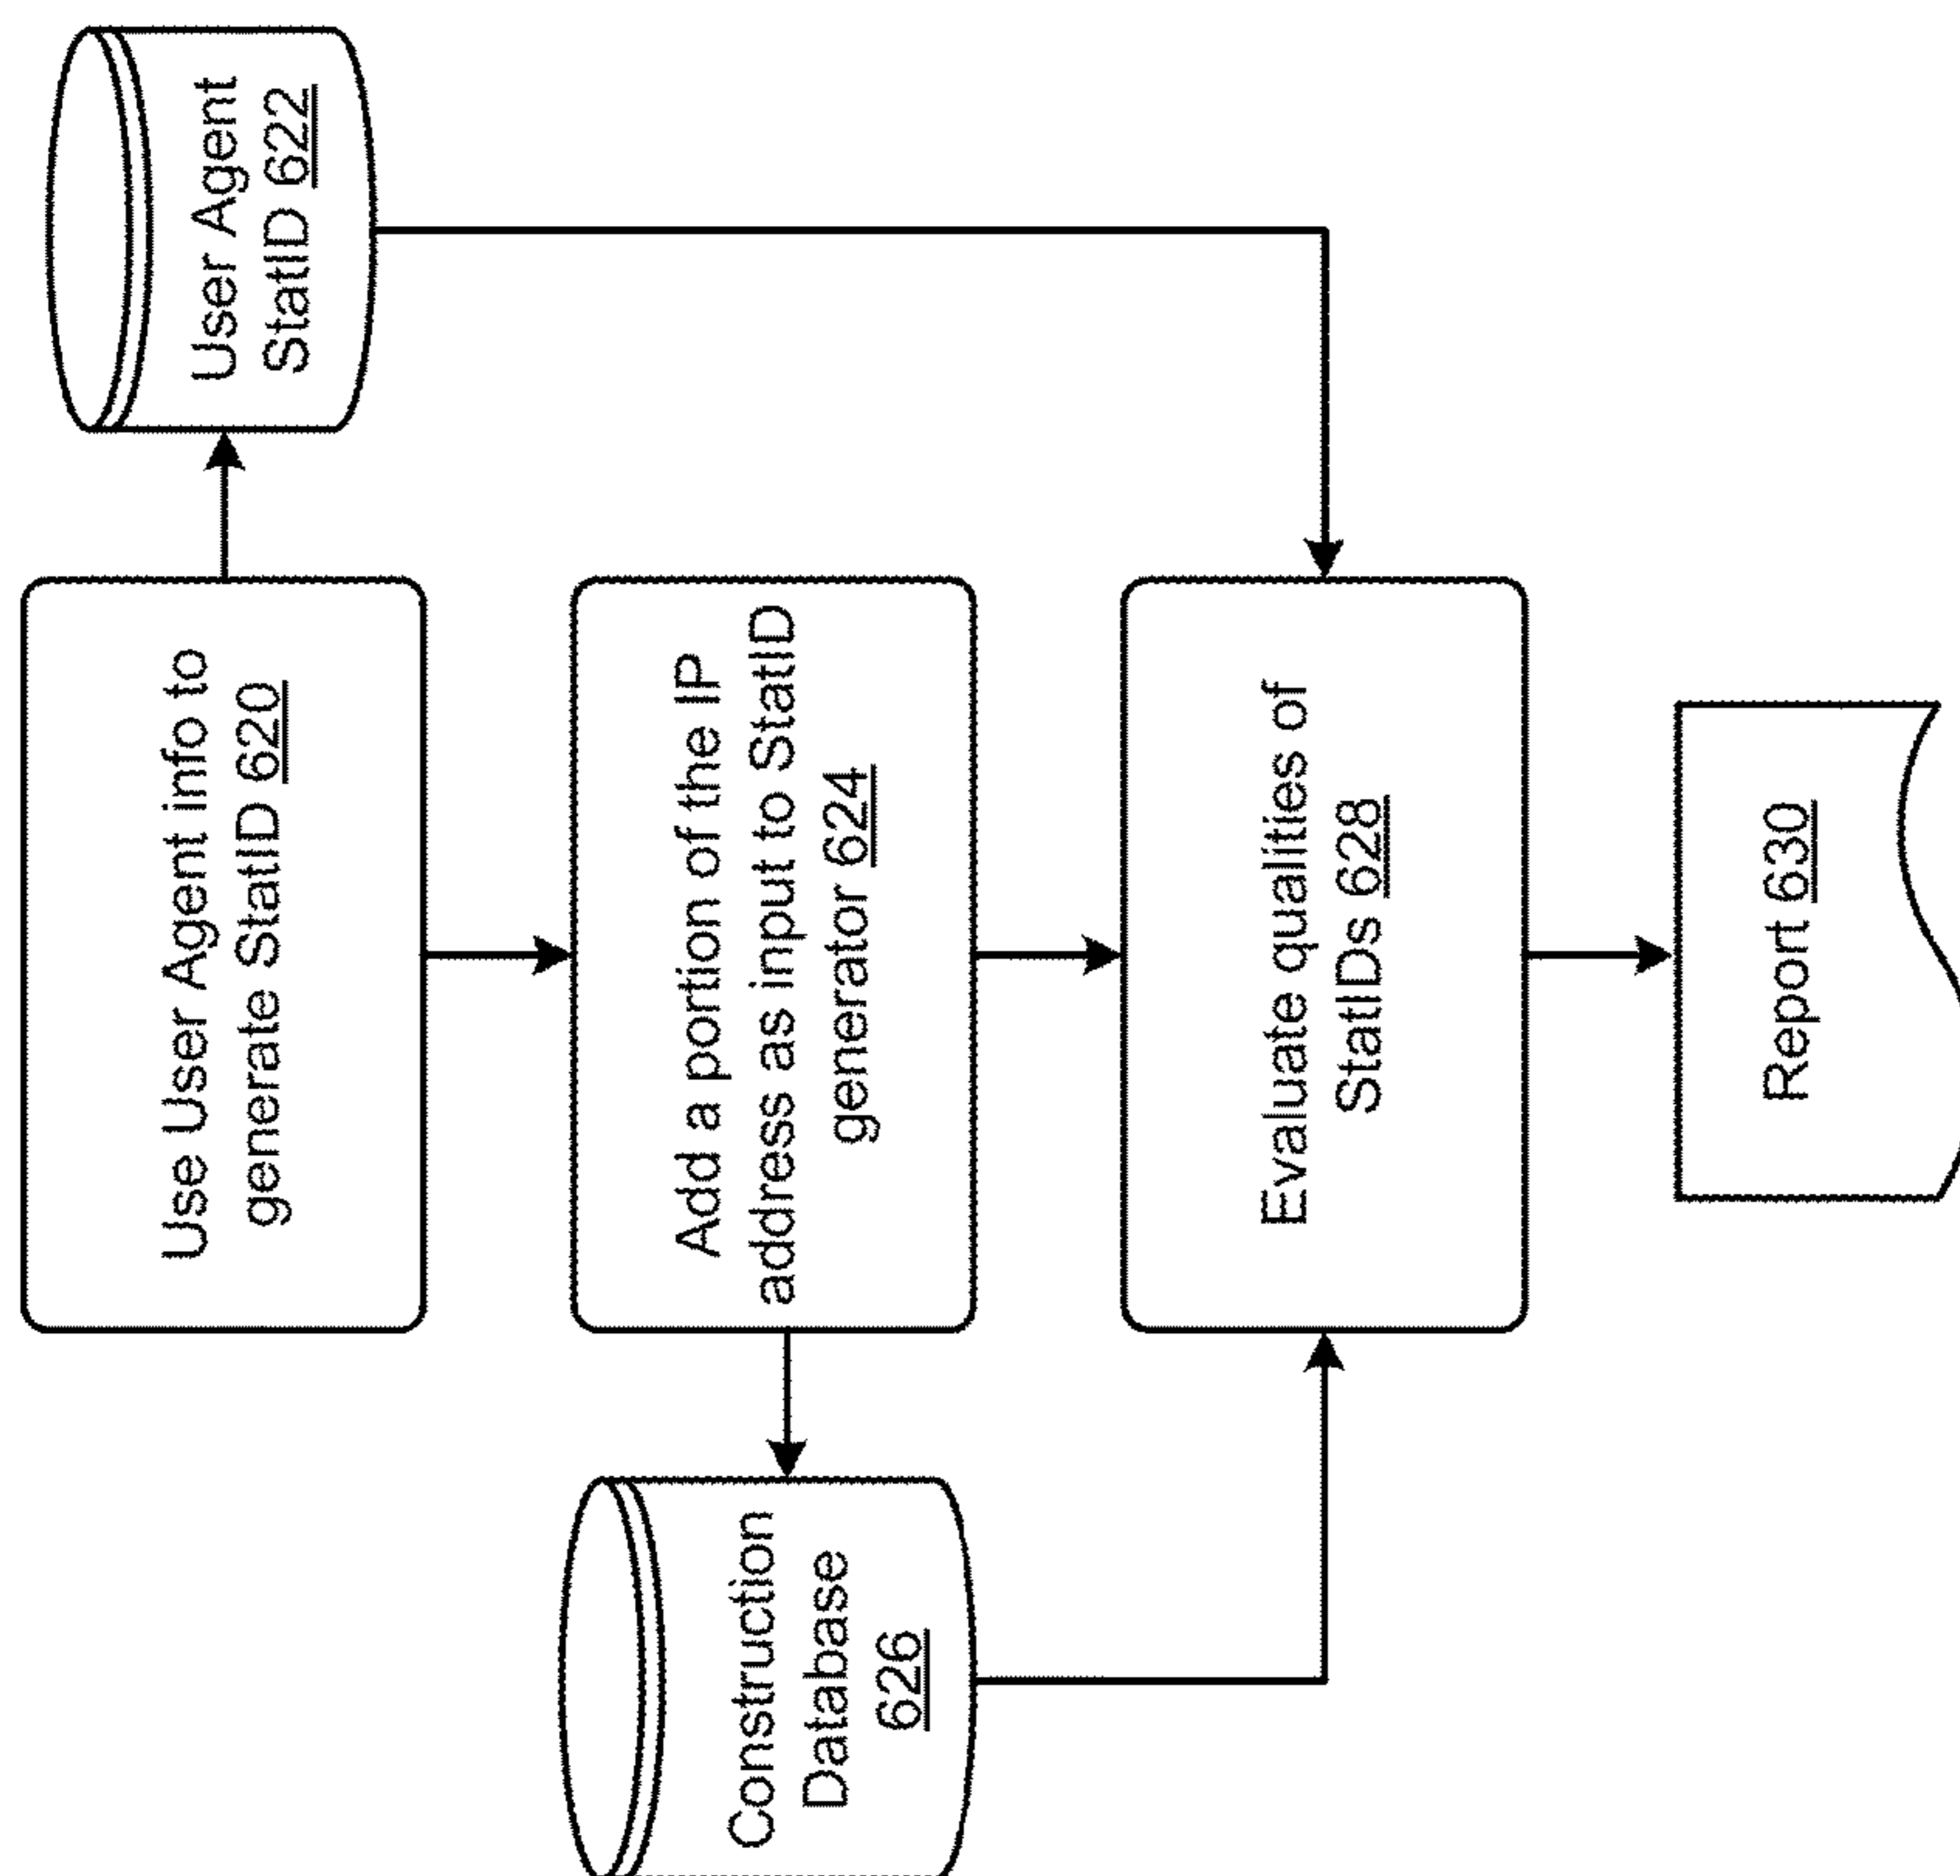 Use User Agent info to
generate StatID 620
User Agent
StatID 622
Add a portion of the IP
address as input to StatID
generator 624
Construction
Database
626
Evaluate qualities of
StatIDs 628
Report 630